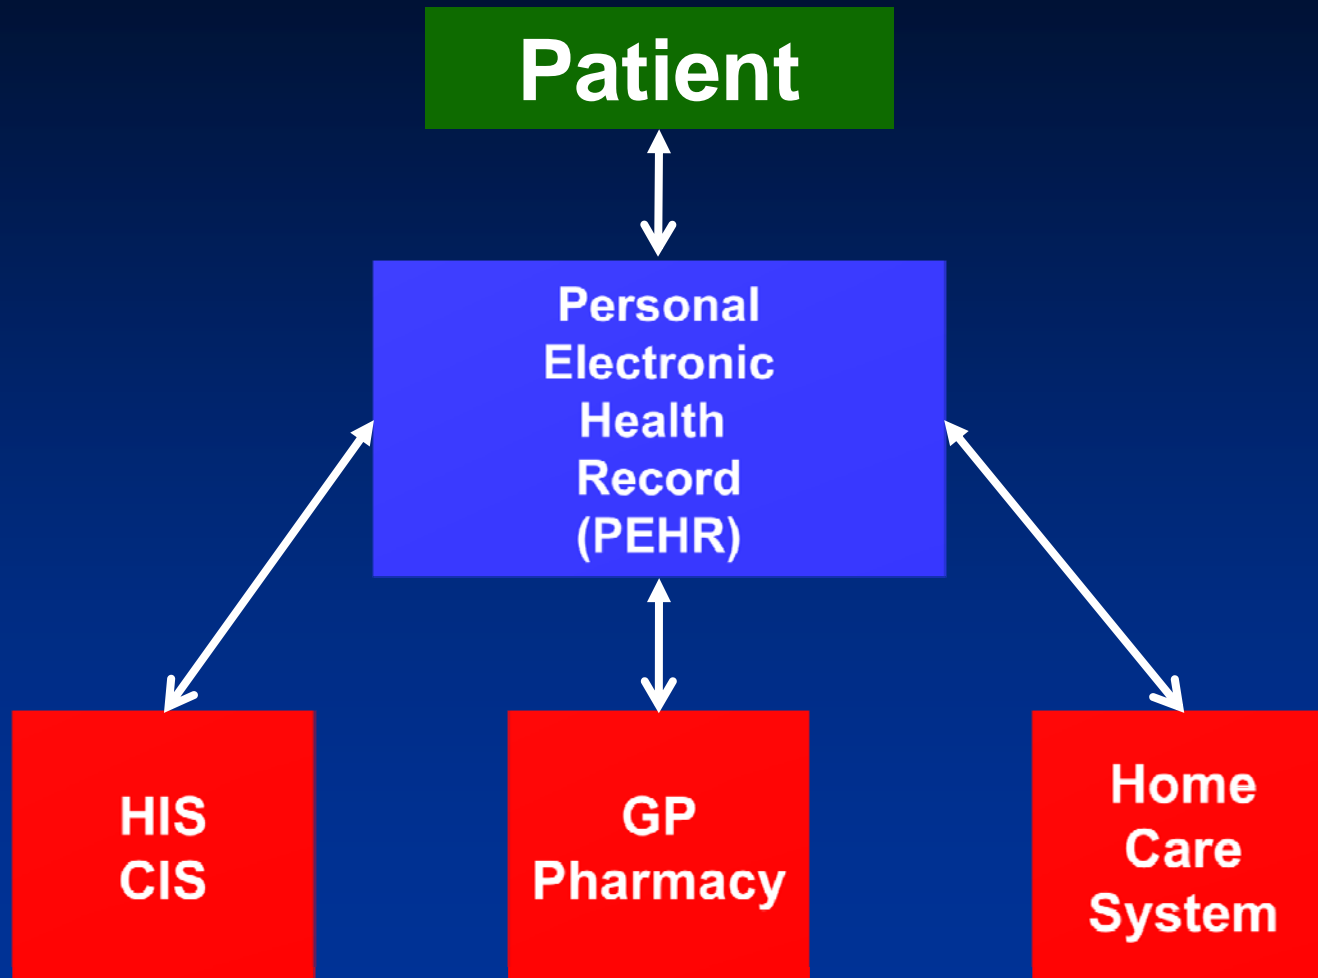 Patient
Personal
Electronic
Health
Record
(PEHR)
HIS
CIS
GP
Pharmacy
Home
Care
System